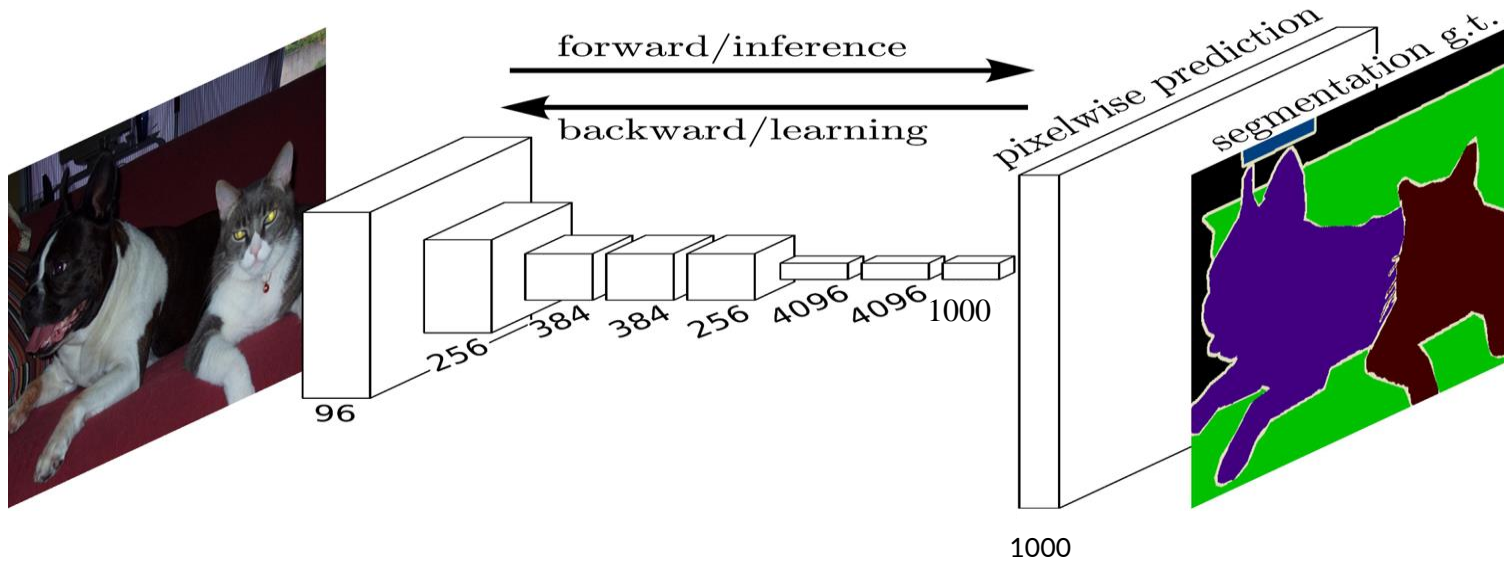 forward/inference
backward/learning
pixelwise prediction
segmentation g.t.
96
256
384
384
256
4096
4096
1000
1000